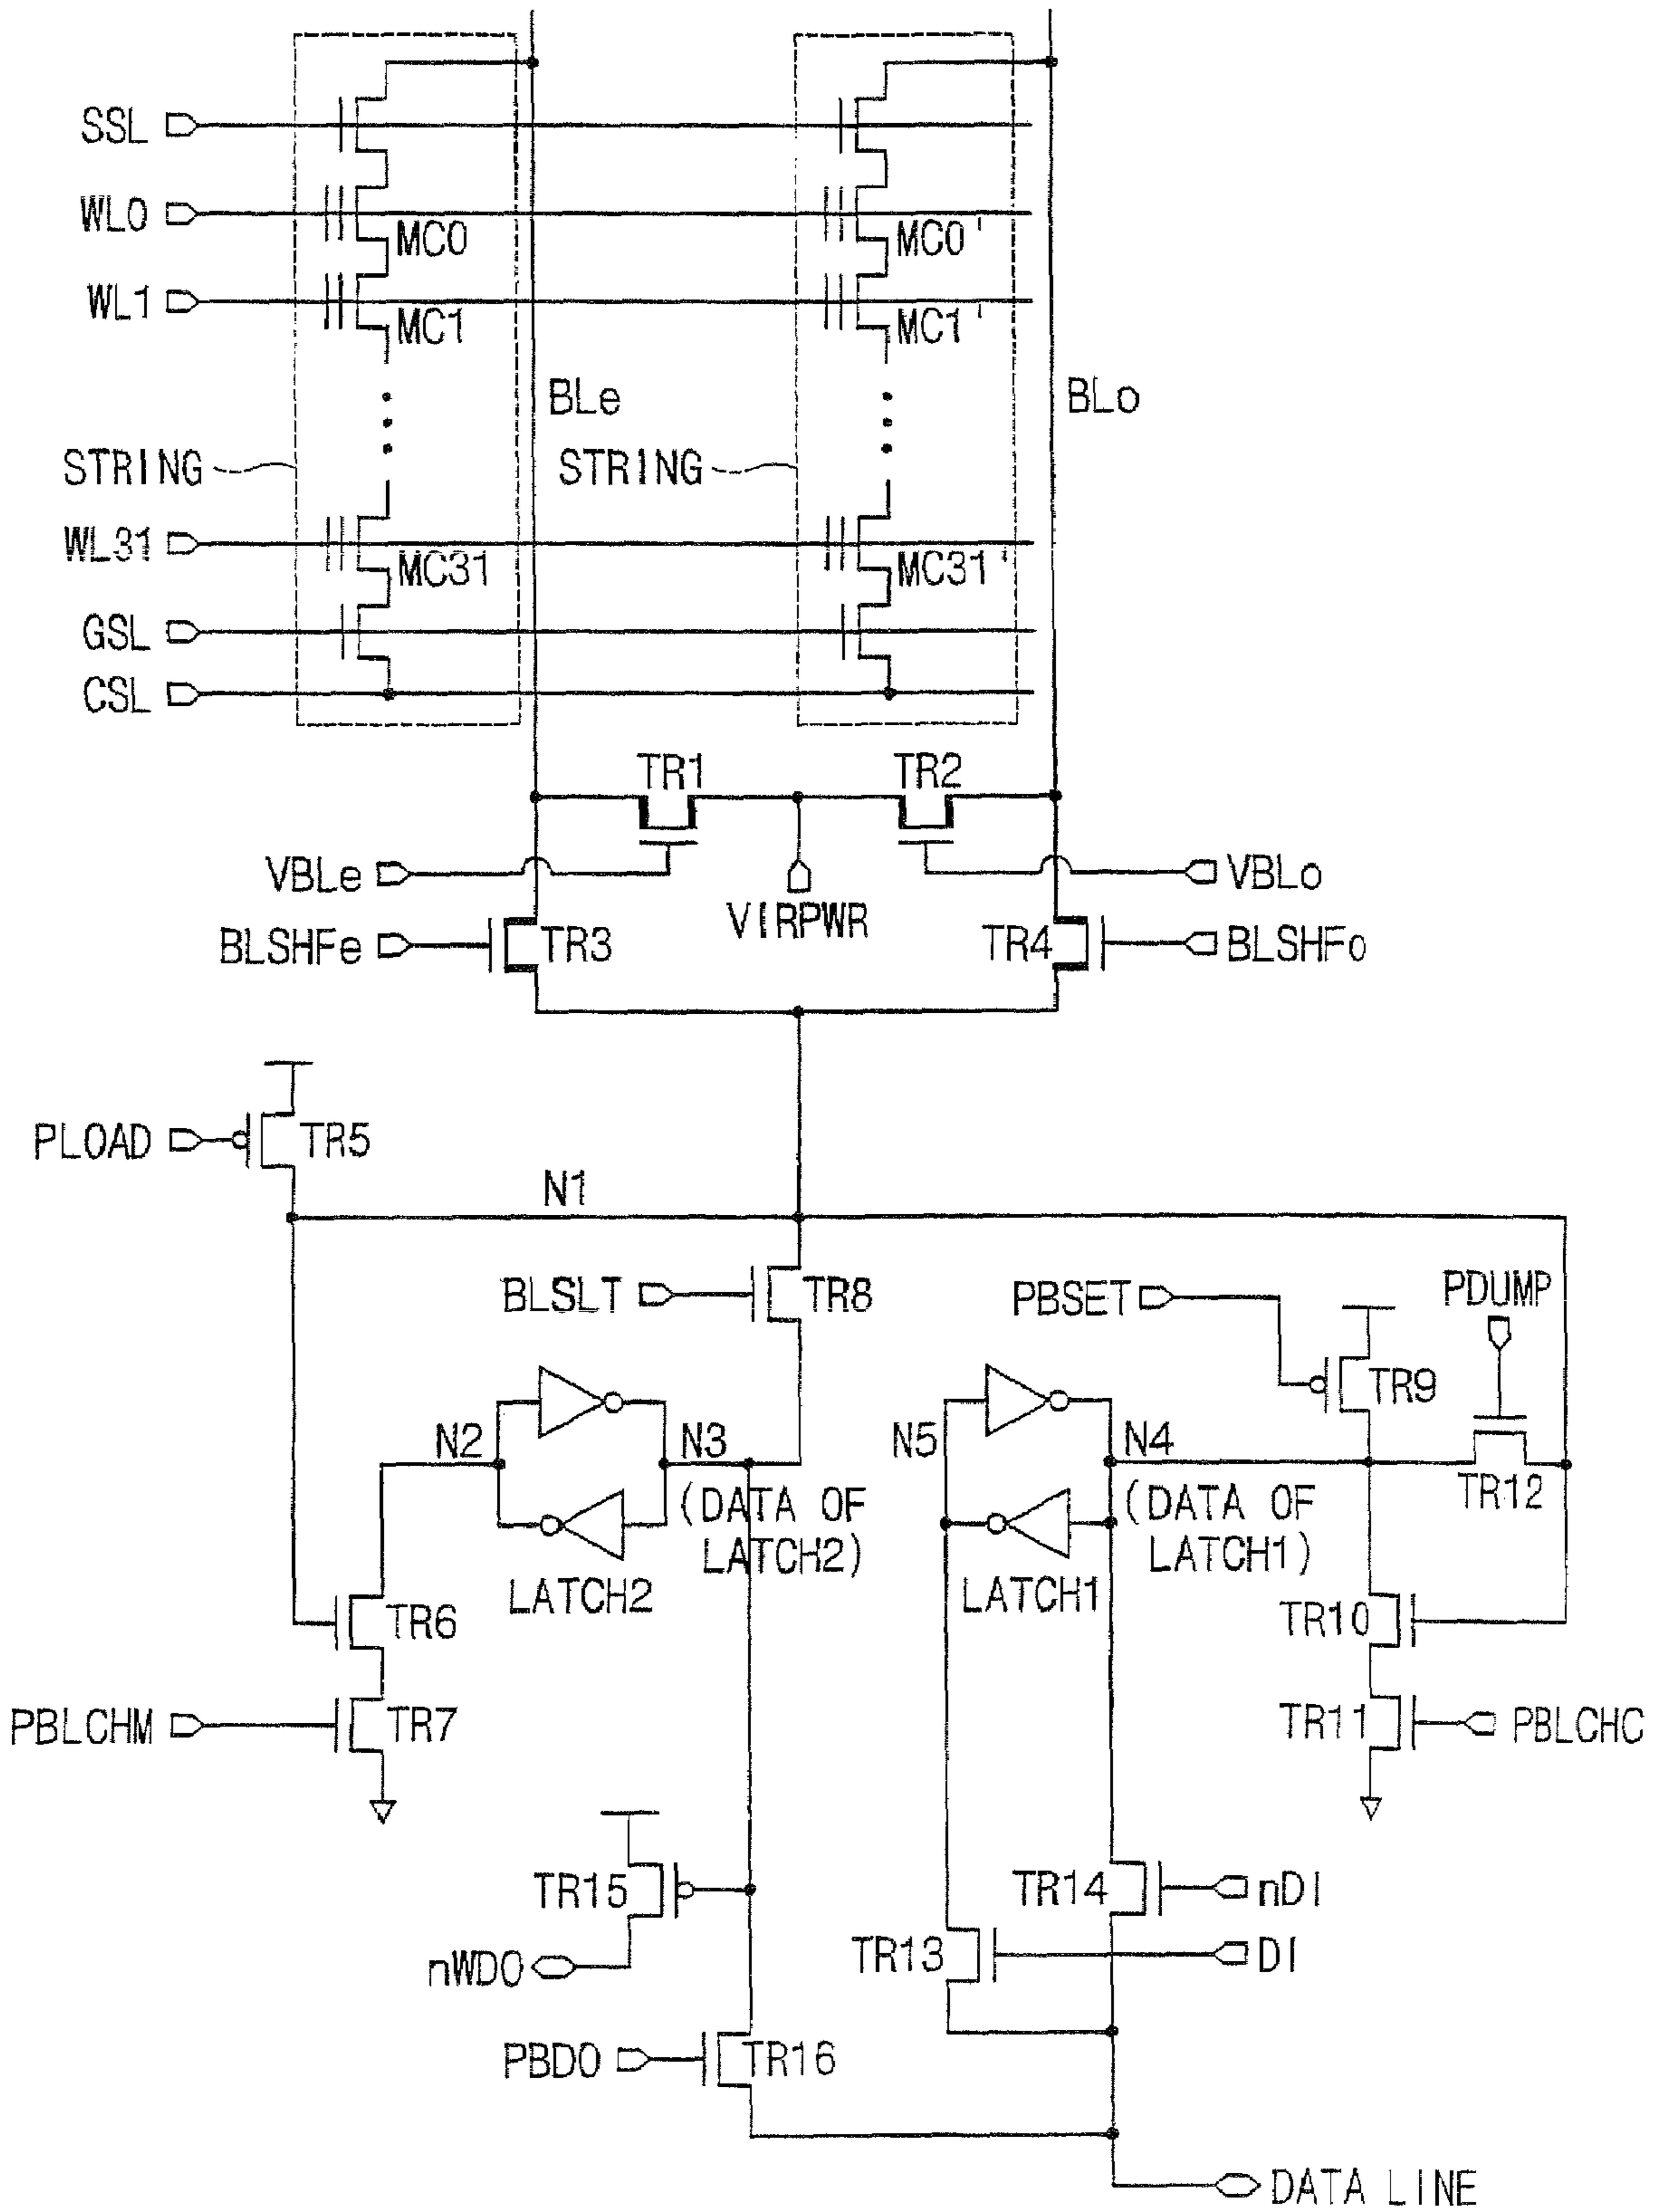 SSL
WL0
MC0
MC0'
WL1
MC1
MC1'
BLe
BLo
STRING
STRING
WL31
MC31
MC31'
GSL
CSL
TR1
TR2
VBLe
VBLo
VIRPWR
BLSHFe
TR3
TR4
BLSHFo
PLOAD
TR5
N1
BLSLT
TR8
PBSET
PDUMP
TR9
N2
N3
N5
N4
TR12
(DATA OF
LATCH2)
(DATA OF
LATCH1)
LATCH2
LATCH1
TR6
TR10
PBLCHM
TR7
TR11
PBLCHC
TR15
TR14
nDI
nWDO
TR13
DI
PBDO
TR16
DATA LINE